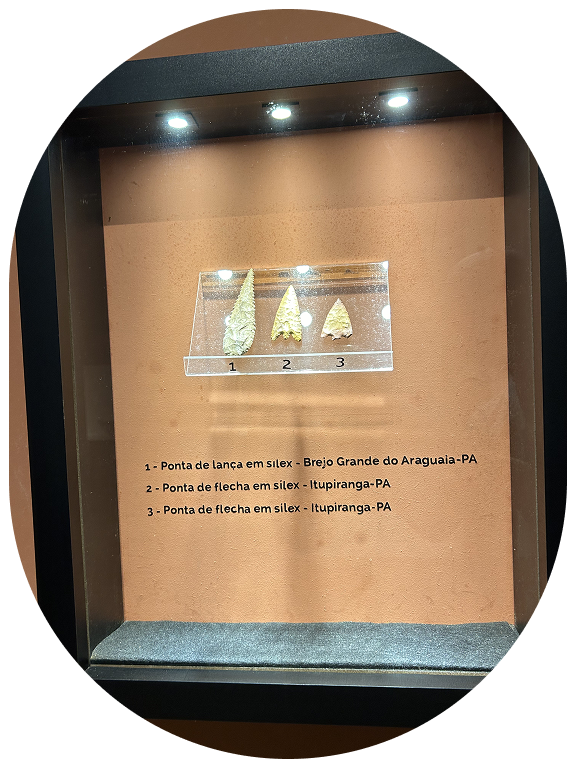 1 2 3
1 - Ponta de lança em sílex - Brejo Grande do Araguaia-PA
2 - Ponta de flecha em sílex - Itupiranga-PA
3 - Ponta de flecha em sílex - Itupiranga-PA